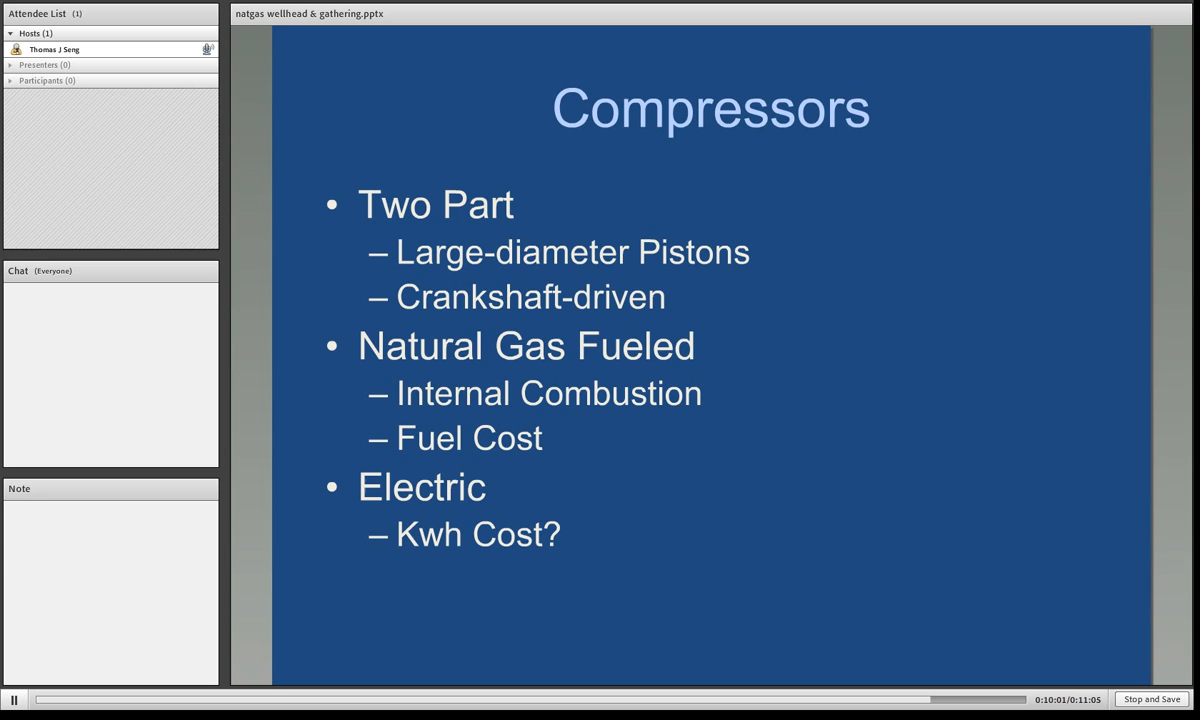 Attendee List (1)
Hosts (1)
Thomas J Seng
Presenters (0)
Participants (0)
Chat (Everyone)
Note
natgas wellhead & gathering.pptx
Compressors
• Two Part
– Large-diameter Pistons
– Crankshaft-driven
• Natural Gas Fueled
– Internal Combustion
– Fuel Cost
• Electric
– Kwh Cost?
0:10:01/0:11:05
Stop and Save